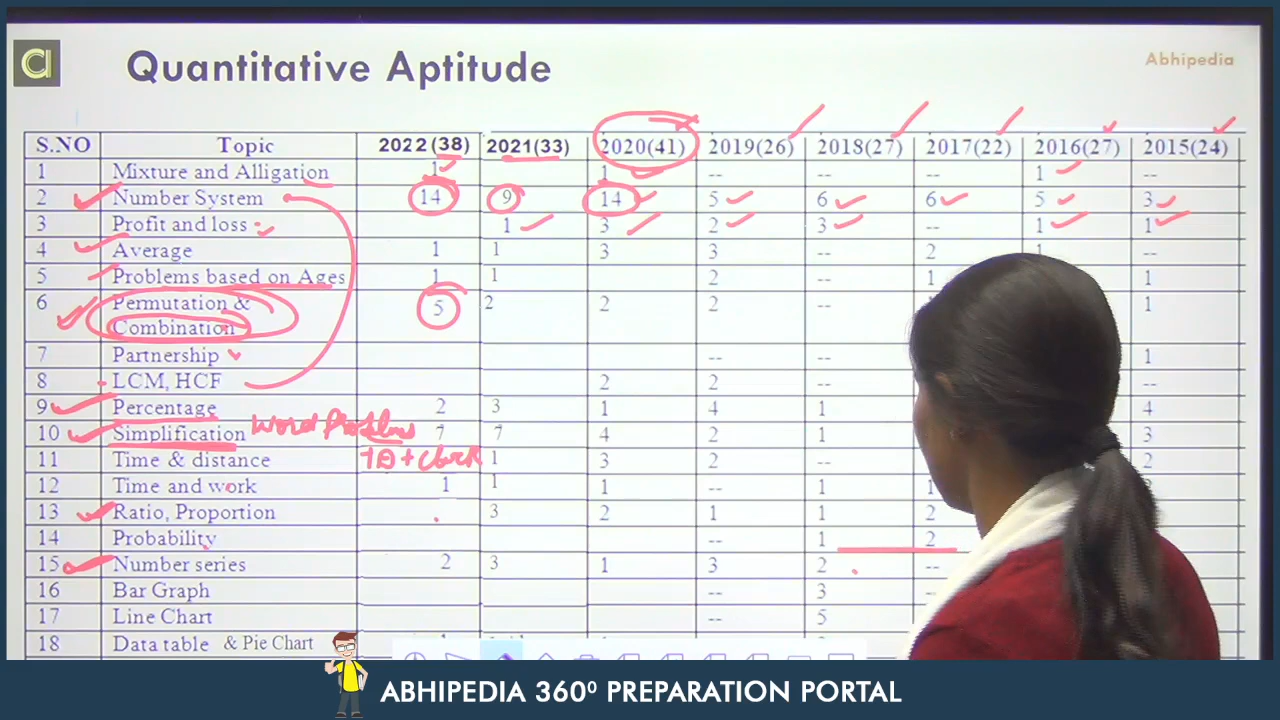 Quantitative Aptitude
Abhipedia
S.NO Topic 2022(38) 2021(33) 2020(41) 2019(26) 2018(27) 2017(22) 2016(27) 2015(24)
1 Mixture and Alligation 1 1 -- -- -- 1 --
2 Number System 14 9 14 5 6 6 5 3
3 Profit and loss 1 3 2 3 -- 1 1
4 Average 1 1 3 3 -- 2 1 --
5 Problems based on Ages 1 1 2 -- 1 1
6 Permutation & Combination 5 2 2 2 -- 1
7 Partnership -- -- 1
8 LCM, HCF 2 2 -- --
9 Percentage 2 3 1 4 1 4
10 Simplification Word Problems 7 7 4 2 1 3
11 Time & distance TD + Clock 1 3 2 -- 2
12 Time and work 1 1 1 -- 1 1
13 Ratio, Proportion 3 2 1 1 2
14 Probability -- 1 2
15 Number series 2 3 1 3 2 --
16 Bar Graph -- 3
17 Line Chart -- 5
18 Data table & Pie Chart
ABHIPEDIA 360⁰ PREPARATION PORTAL